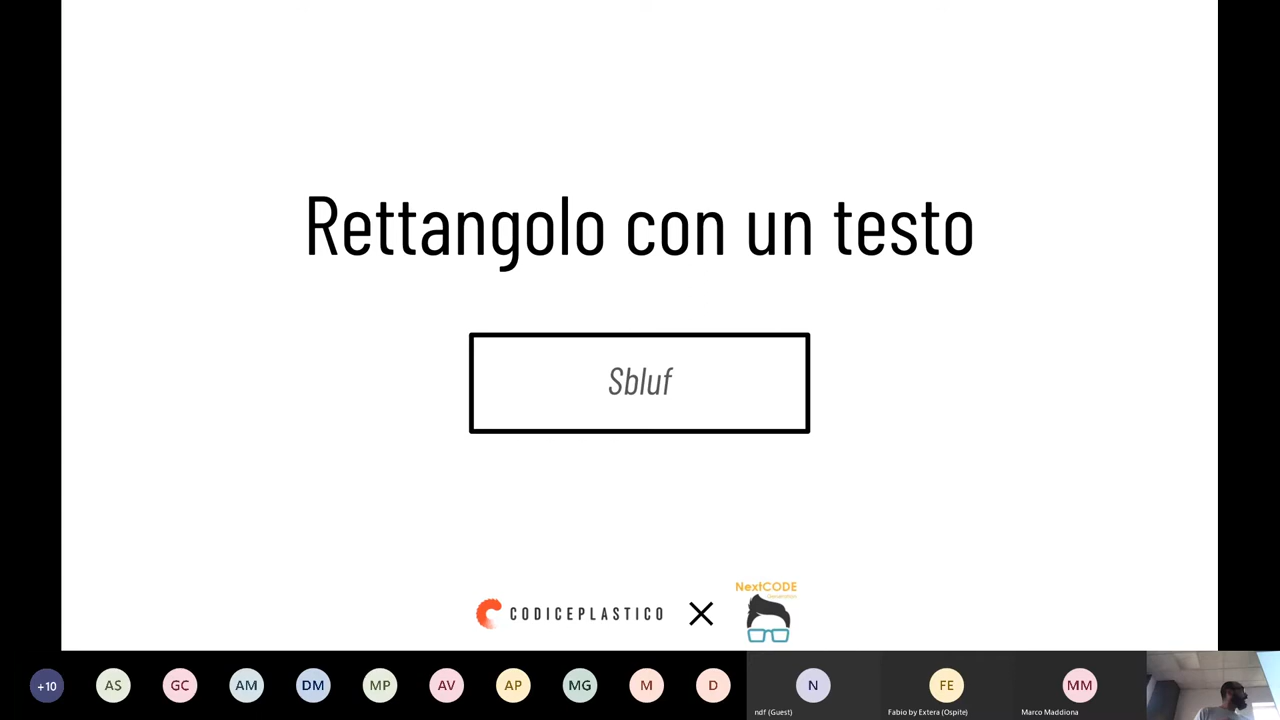 Rettangolo con un testo
Sbluf
CODICEPLASTICO
NextCODE
+10
AS
GC
AM
DM
MP
AV
AP
MG
M
D
N
FE
MM
ndf (Guest)
Fabio by Extera (Ospite)
Marco Maddiona